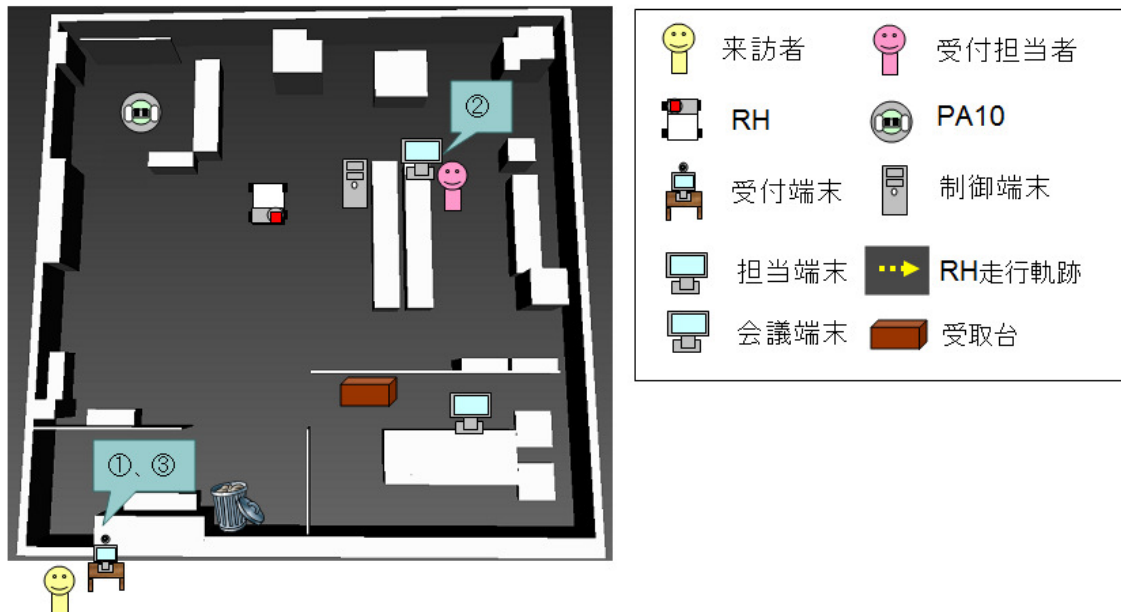 ②
①、③
来訪者
受付担当者
RH
PA10
受付端末
制御端末
担当端末
RH走行軌跡
会議端末
受取台